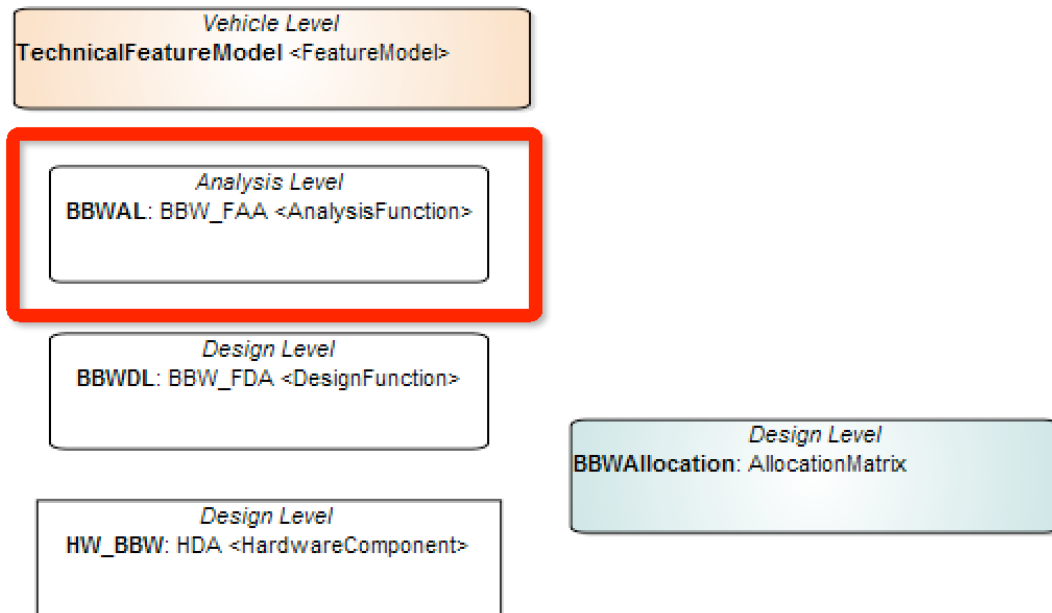 Vehicle Level
TechnicalFeatureModel <FeatureModel>
Analysis Level
BBWAL: BBW_FAA <AnalysisFunction>
Design Level
BBWDL: BBW_FDA <DesignFunction>
Design Level
BBWAllocation: AllocationMatrix
Design Level
HW_BBW: HDA <HardwareComponent>